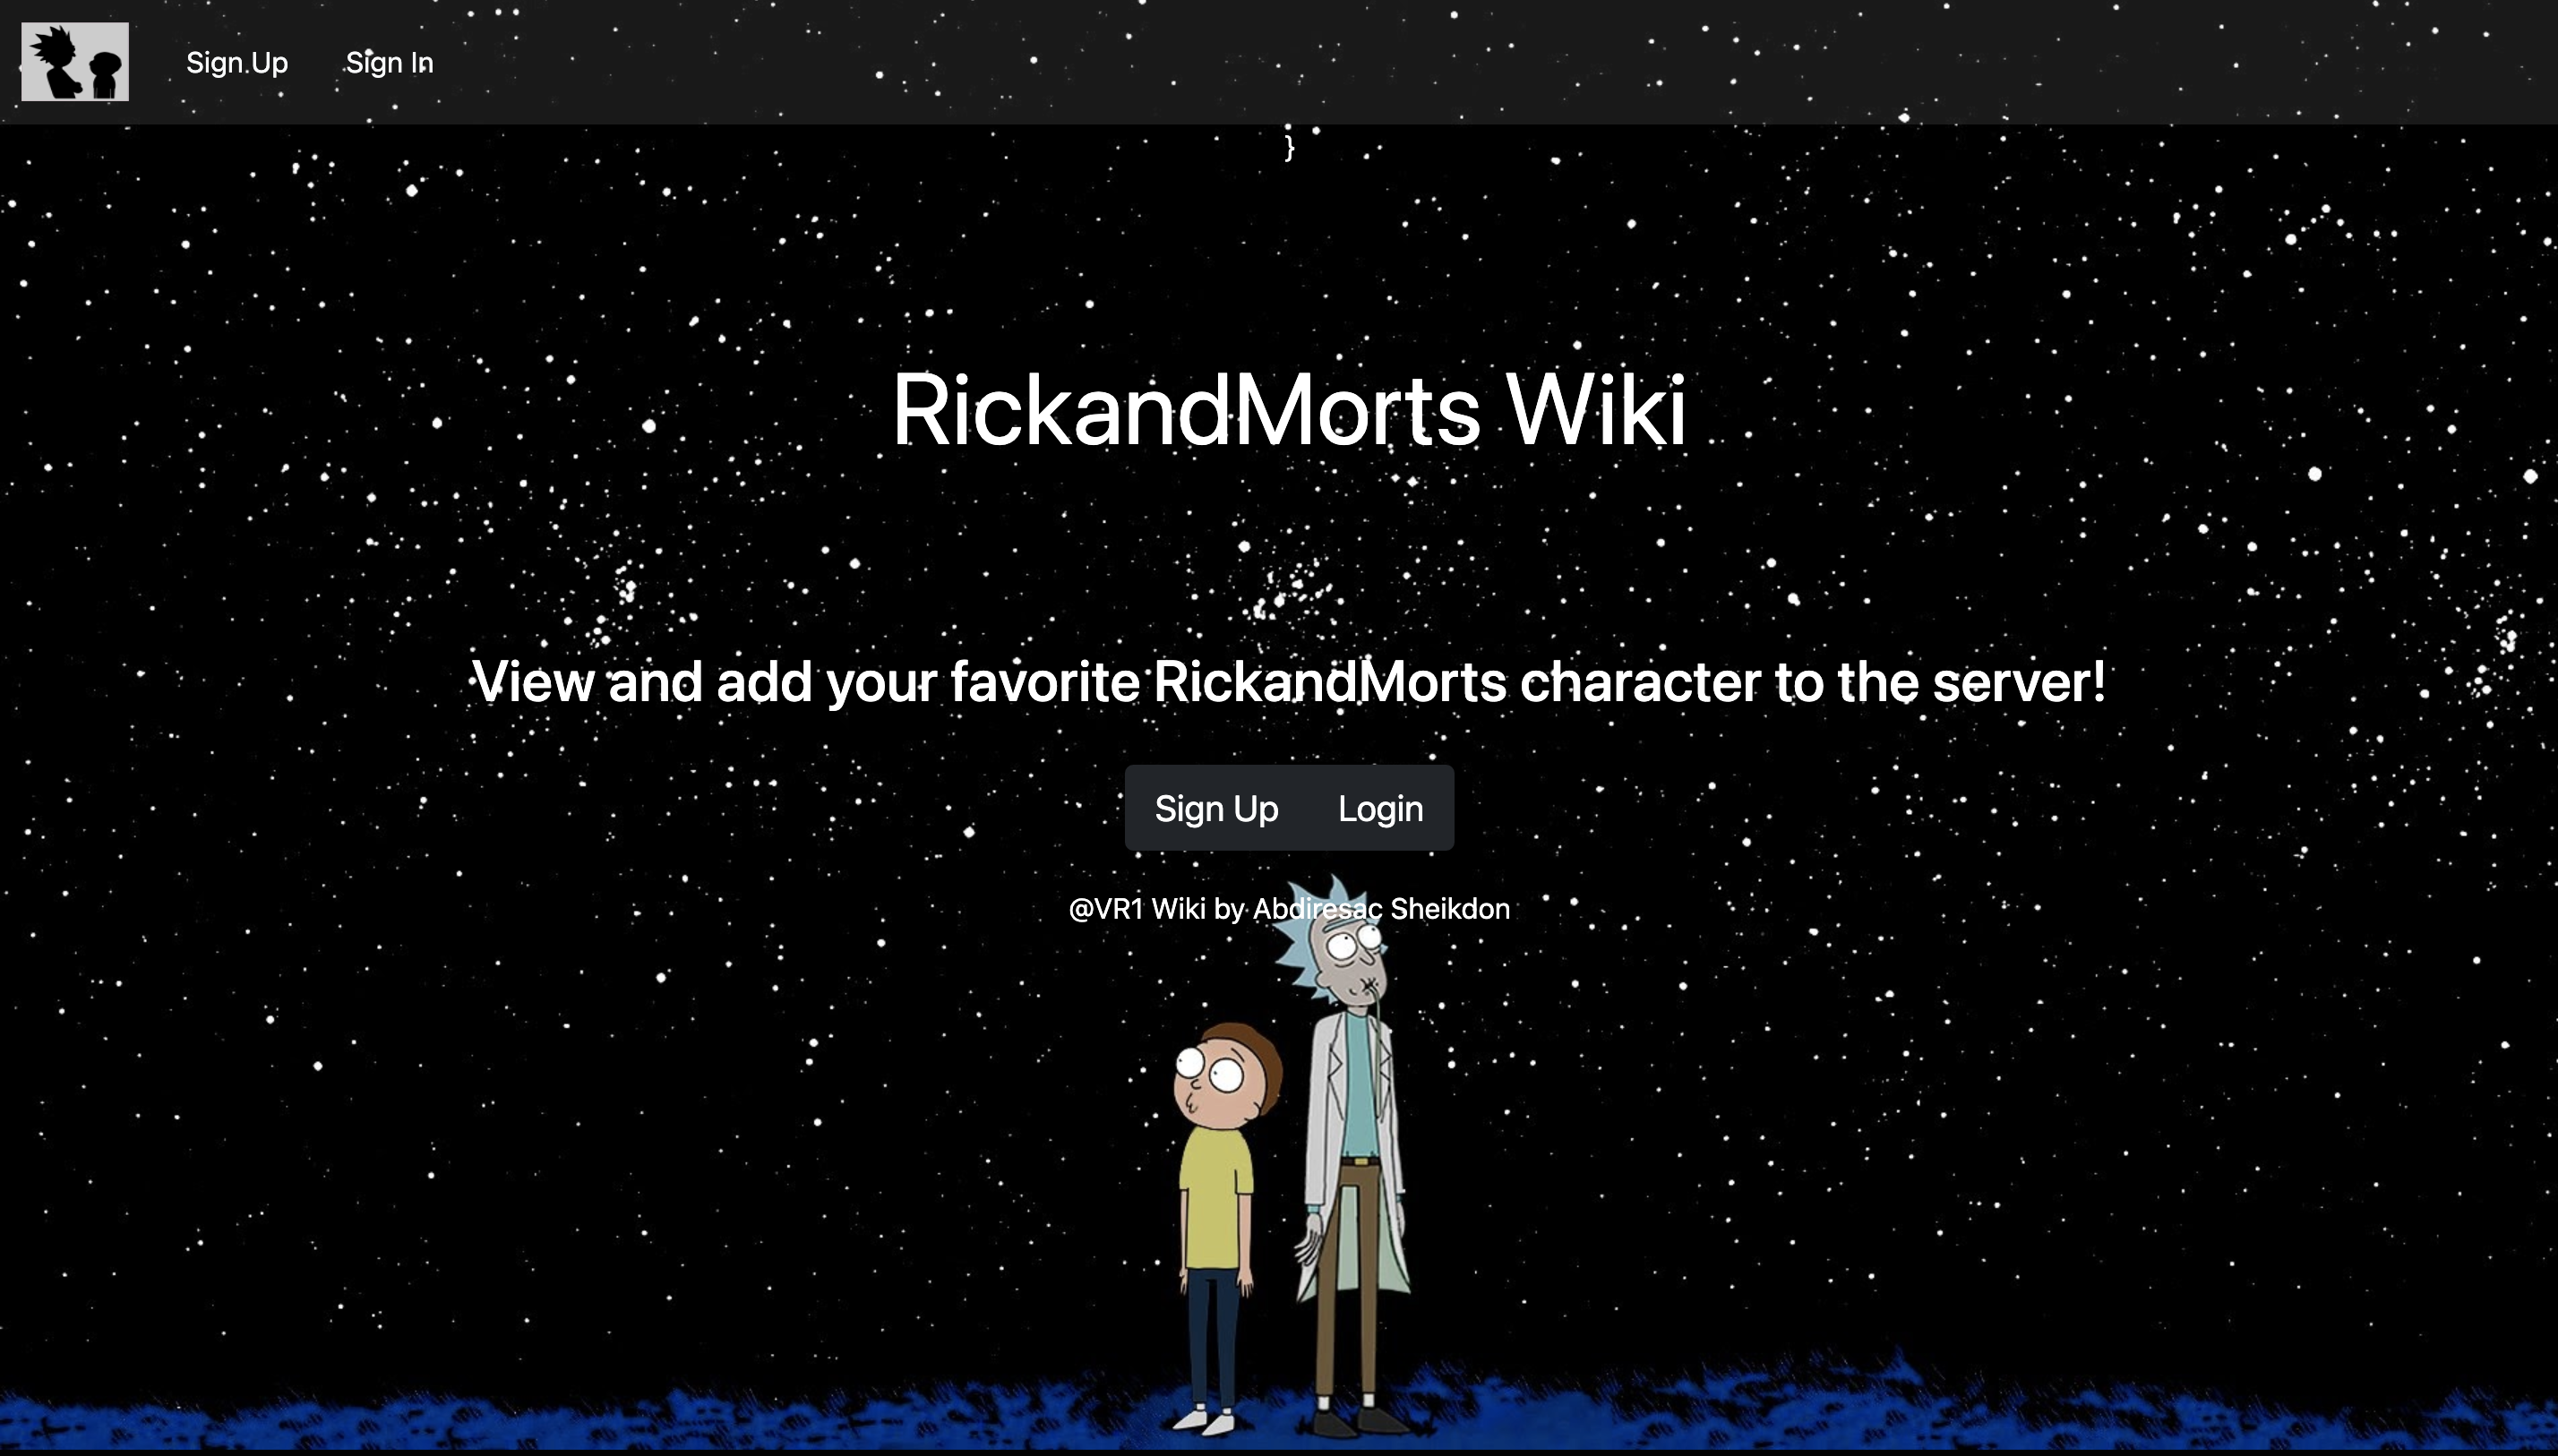 Sign Up
Sign In
}
RickandMorts Wiki
View and add your favorite RickandMorts character to the server!
Sign Up
Login
@VR1 Wiki by Abdiresac Sheikdon